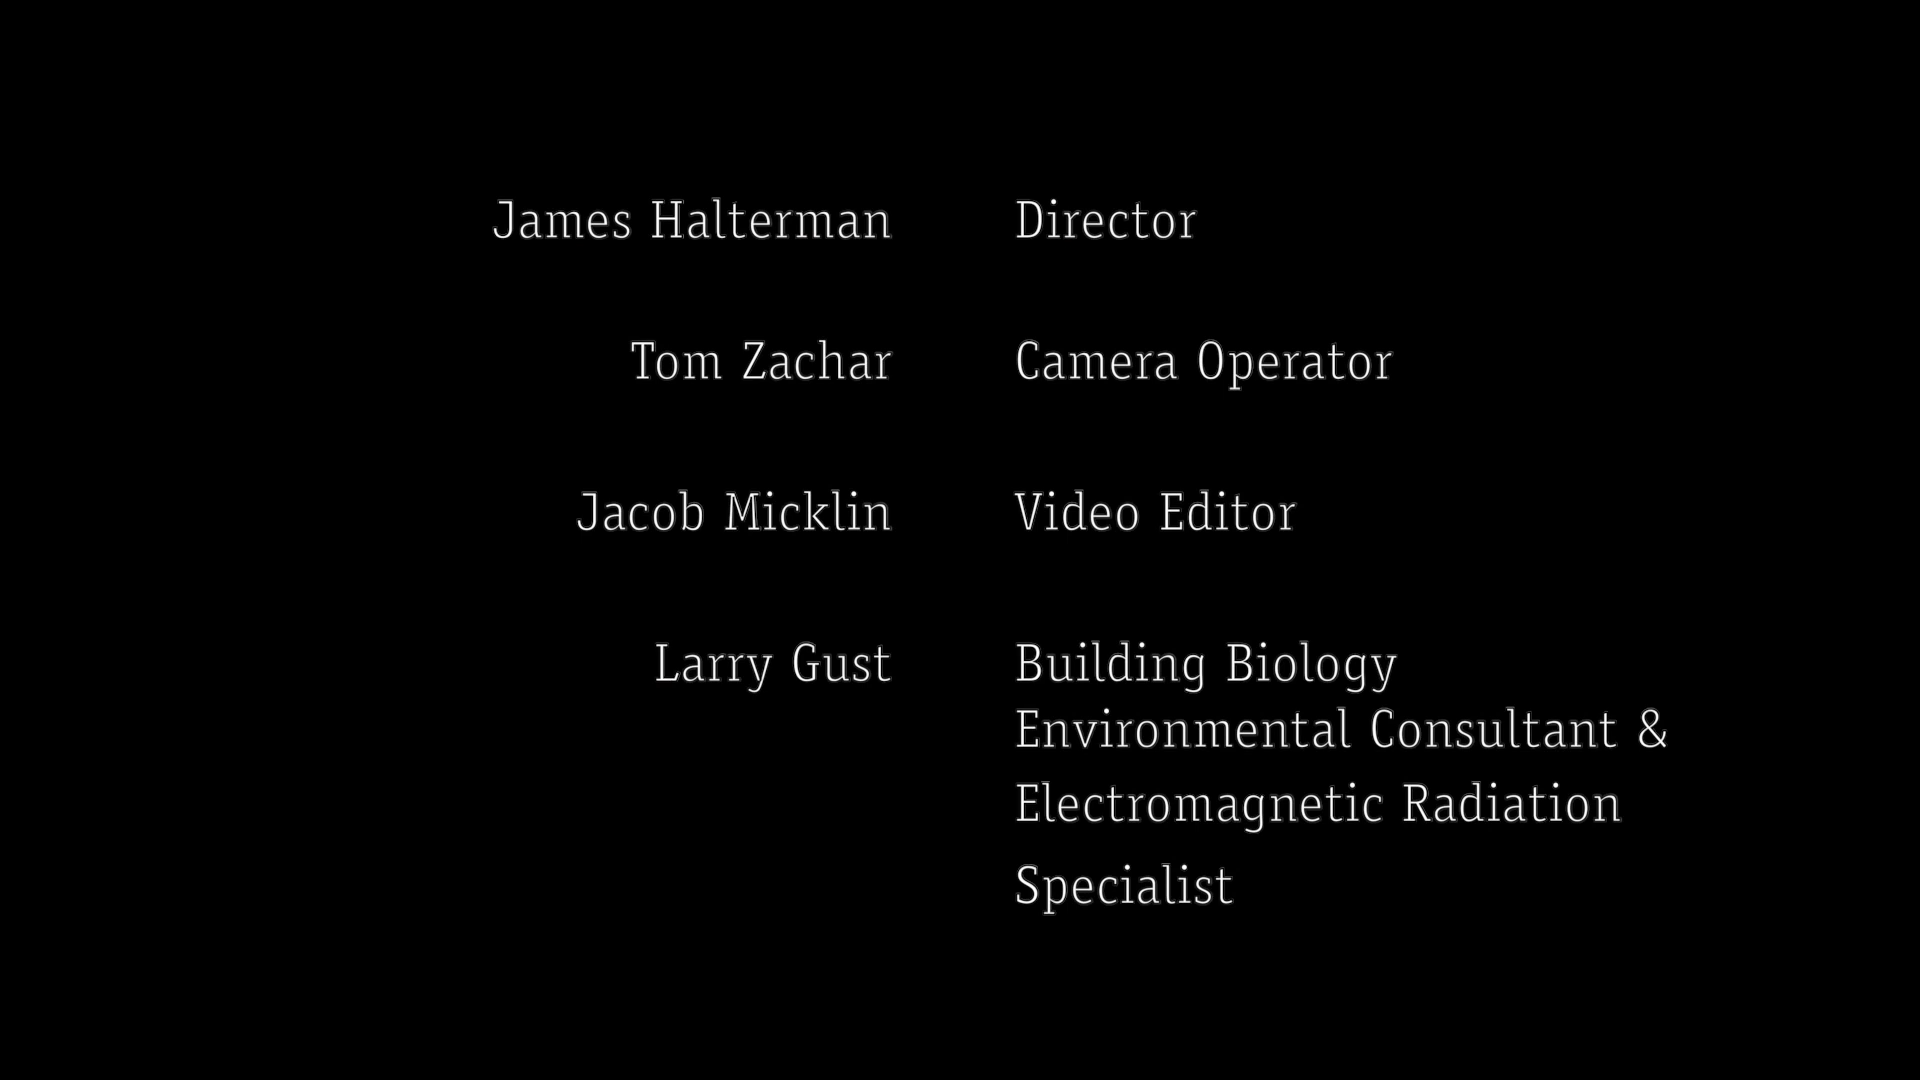 James Halterman Director
Tom Zachar Camera Operator
Jacob Micklin Video Editor
Larry Gust Building Biology
Environmental Consultant &
Electromagnetic Radiation
Specialist